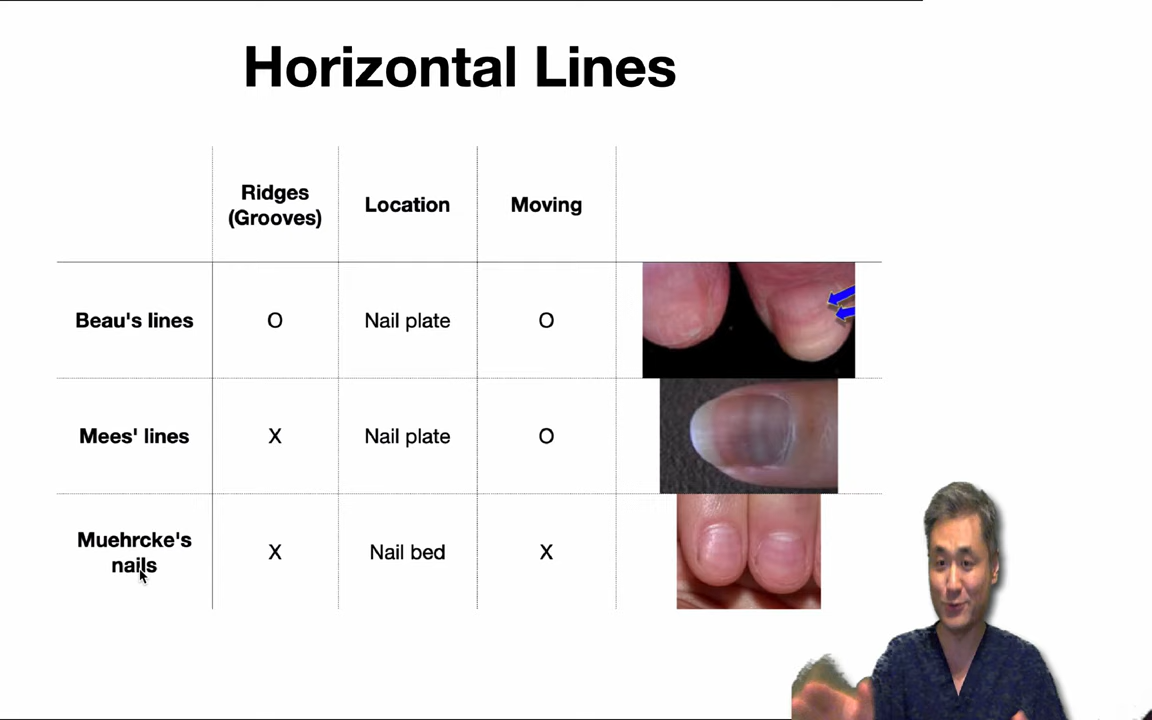 Horizontal Lines
Ridges
(Grooves)
Location
Moving
Beau's lines
O
Nail plate
O
Mees' lines
X
Nail plate
O
Muehrcke's
nails
X
Nail bed
X